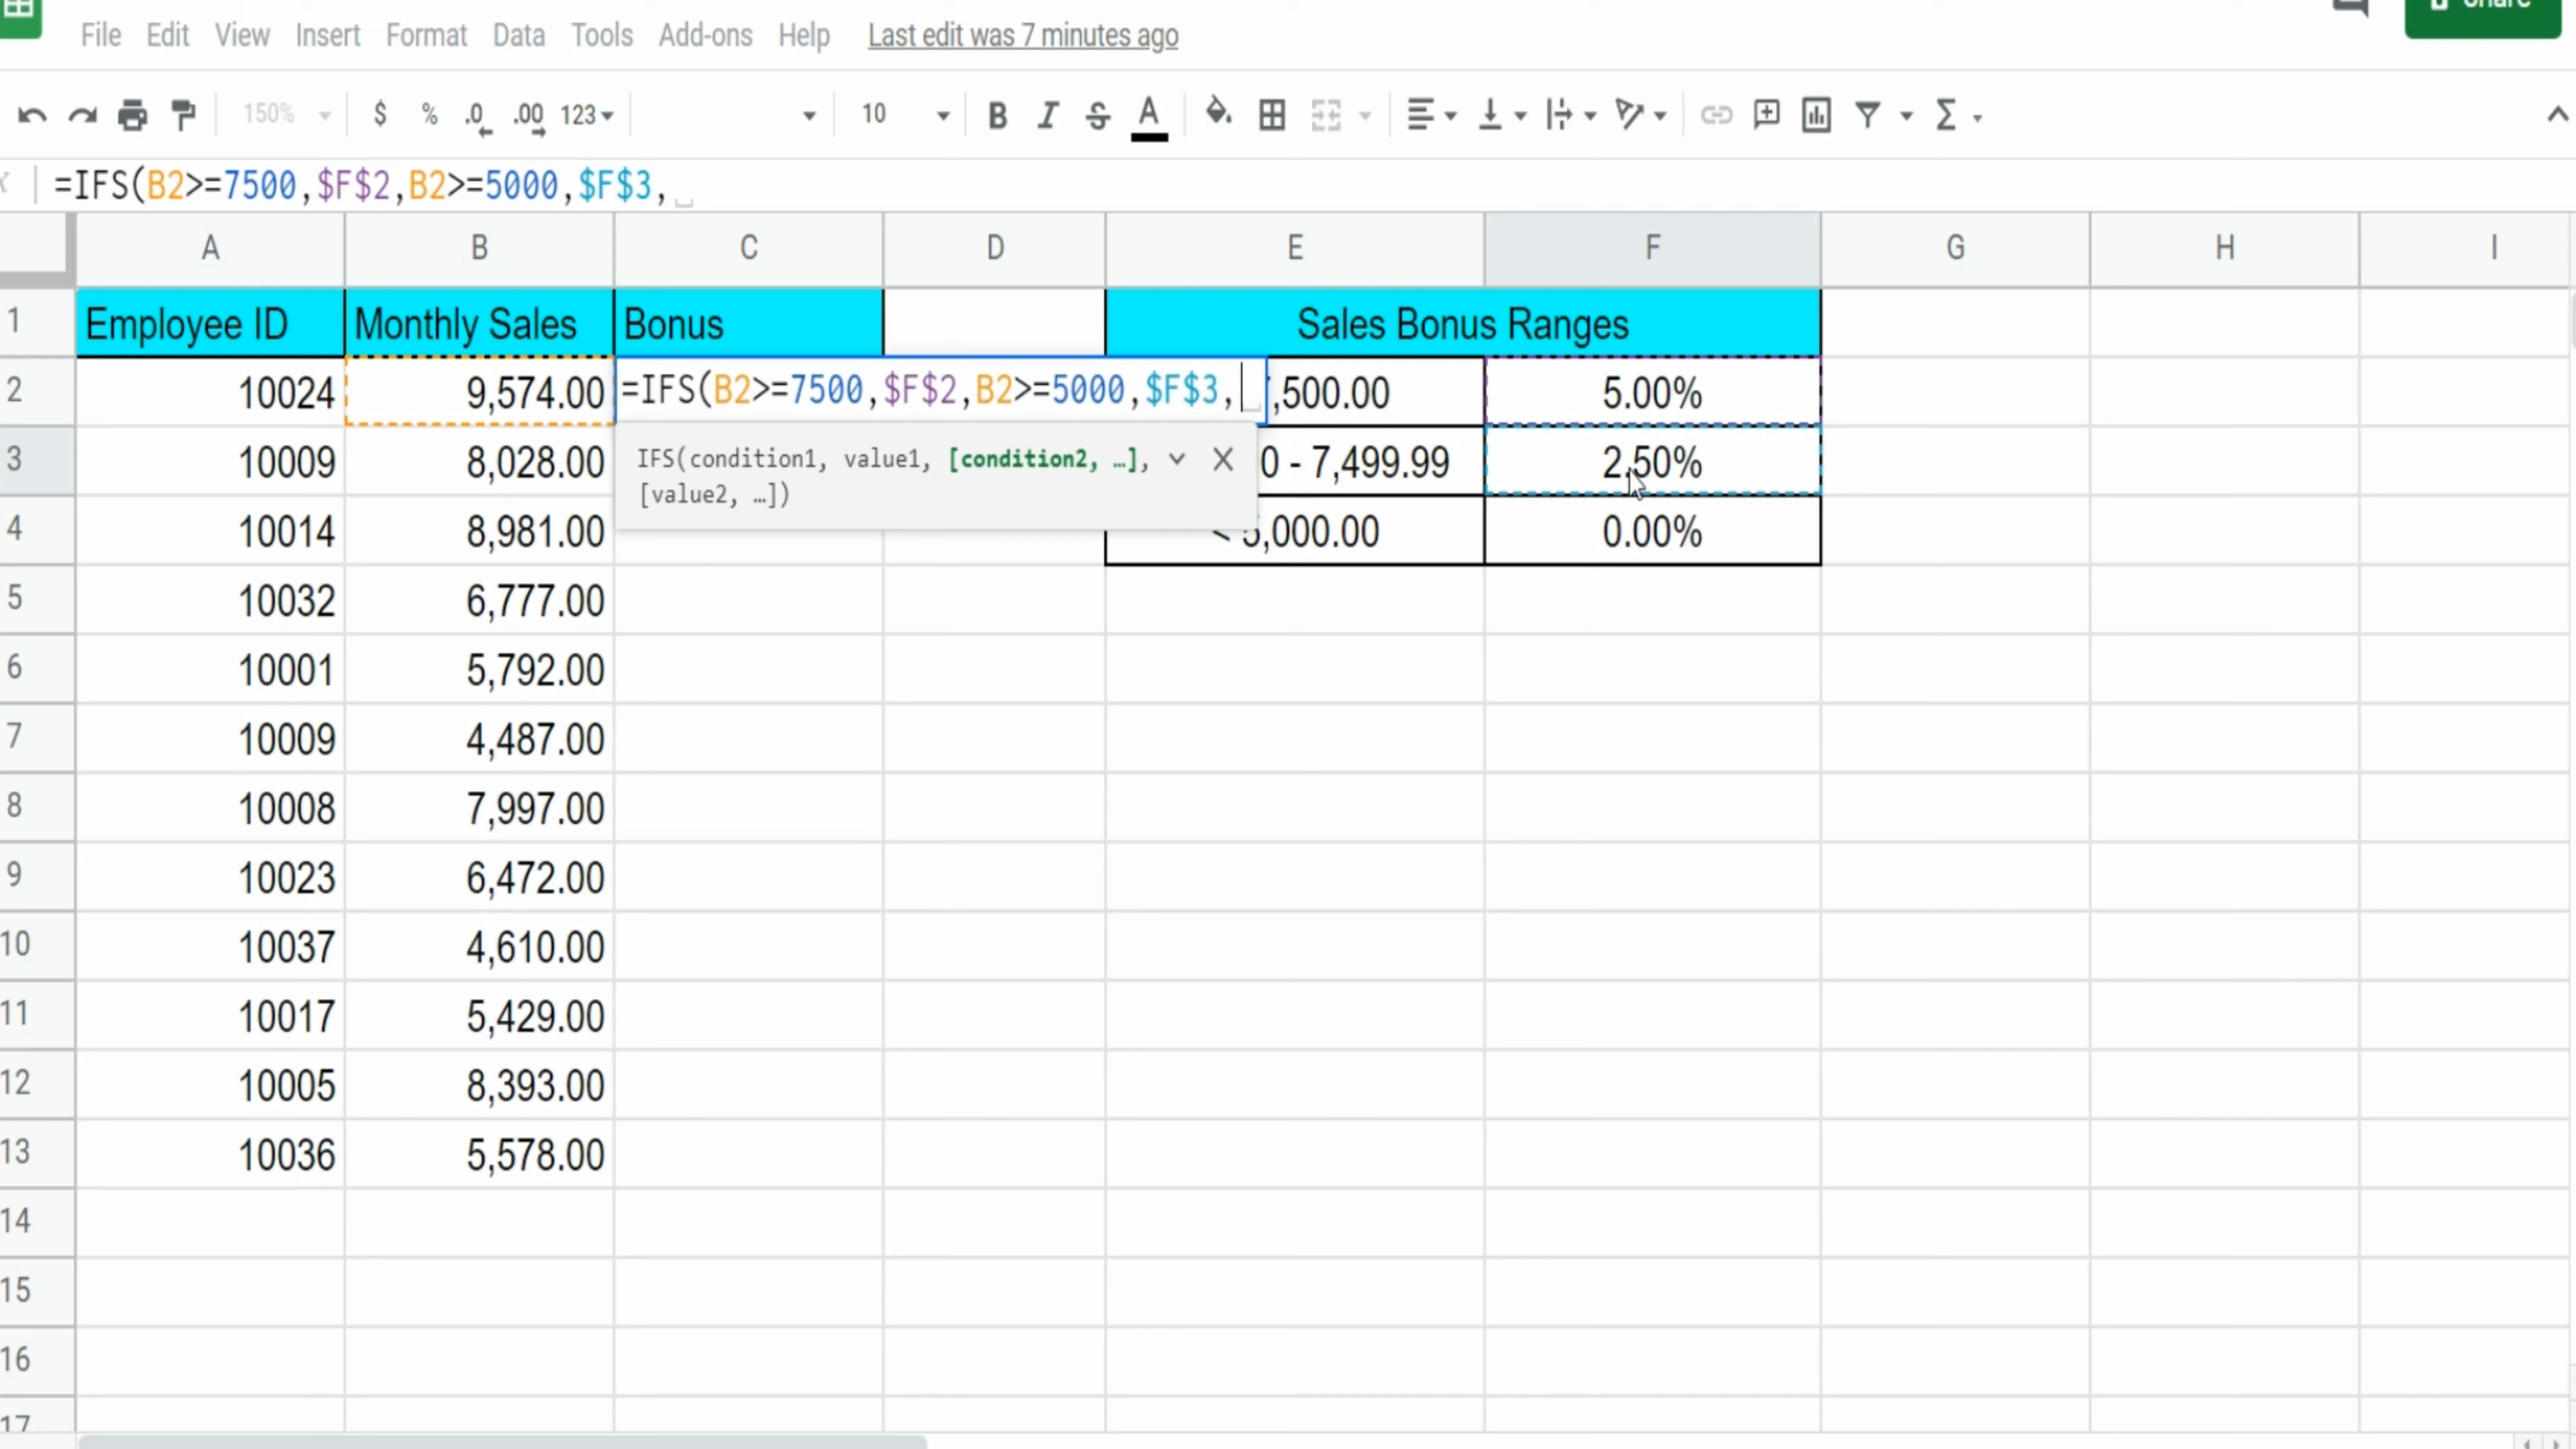 File Edit View Insert Format Data Tools Add-ons Help Last edit was 7 minutes ago
150% $ % .0 .00 123 10 B I S A
=IFS(B2>=7500,$F$2,B2>=5000,$F$3,
A B C D E F G H I
1 Employee ID Monthly Sales Bonus Sales Bonus Ranges
2 10024 9,574.00 =IFS(B2>=7500,$F$2,B2>=5000,$F$3, ,500.00 5.00%
3 10009 8,028.00 IFS(condition1, value1, [condition2, …], 0 - 7,499.99 2.50%
[value2, …])
4 10014 8,981.00 < 5,000.00 0.00%
5 10032 6,777.00
6 10001 5,792.00
7 10009 4,487.00
8 10008 7,997.00
9 10023 6,472.00
10 10037 4,610.00
11 10017 5,429.00
12 10005 8,393.00
13 10036 5,578.00
14
15
16
17